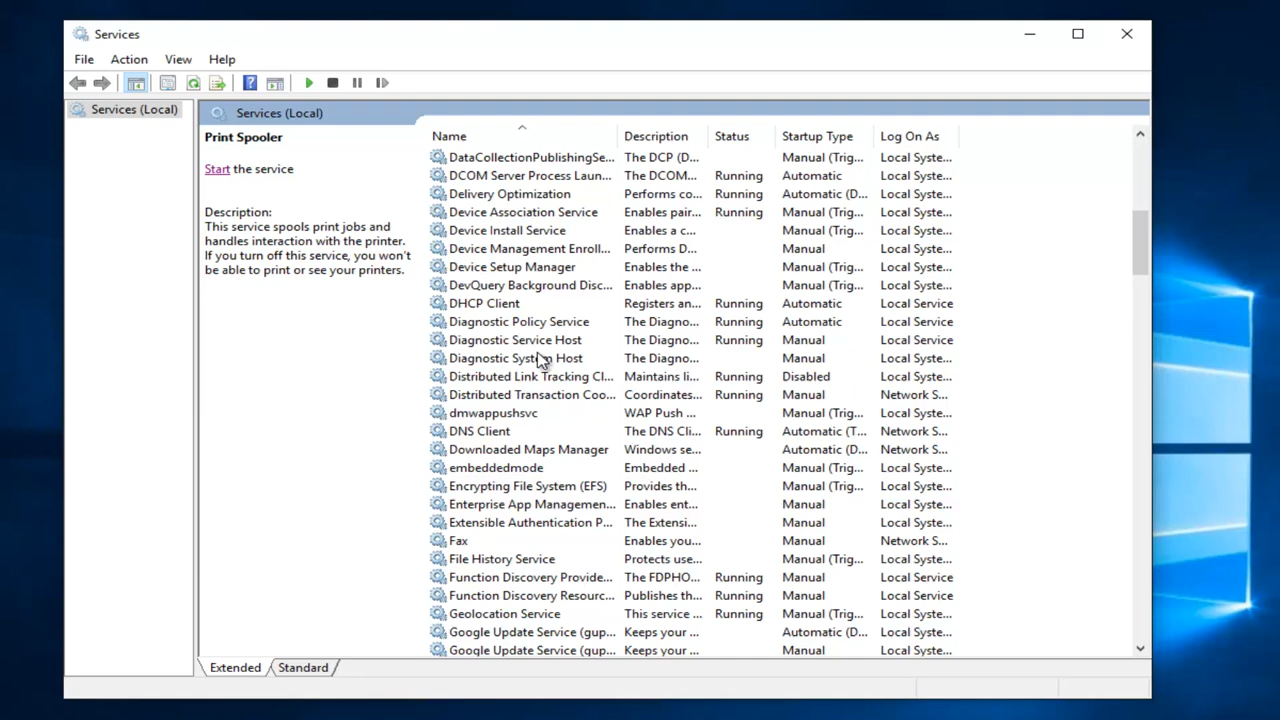 Services
File Action View Help
Services (Local)
Services (Local)
Print Spooler
Start the service
Description:
This service spools print jobs and
handles interaction with the printer.
If you turn off this service, you won't
be able to print or see your printers.
Name Description Status Startup Type Log On As
DataCollectionPublishingSe... The DCP (D... Manual (Trig... Local Syste...
DCOM Server Process Laun... The DCOM... Running Automatic Local Syste...
Delivery Optimization Performs co... Running Automatic (D... Local Syste...
Device Association Service Enables pair... Running Manual (Trig... Local Syste...
Device Install Service Enables a c... Manual (Trig... Local Syste...
Device Management Enroll... Performs D... Manual Local Syste...
Device Setup Manager Enables the ... Manual (Trig... Local Syste...
DevQuery Background Disc... Enables app... Manual (Trig... Local Syste...
DHCP Client Registers an... Running Automatic Local Service
Diagnostic Policy Service The Diagno... Running Automatic Local Service
Diagnostic Service Host The Diagno... Running Manual Local Service
Diagnostic System Host The Diagno... Manual Local Syste...
Distributed Link Tracking Cl... Maintains li... Running Disabled Local Syste...
Distributed Transaction Coo... Coordinates... Running Manual Network S...
dmwappushsvc WAP Push ... Manual (Trig... Local Syste...
DNS Client The DNS Cli... Running Automatic (T... Network S...
Downloaded Maps Manager Windows se... Automatic (D... Network S...
embeddedmode Embedded ... Manual (Trig... Local Syste...
Encrypting File System (EFS) Provides th... Manual (Trig... Local Syste...
Enterprise App Managemen... Enables ent... Manual Local Syste...
Extensible Authentication P... The Extensi... Manual Local Syste...
Fax Enables you... Manual Network S...
File History Service Protects use... Manual (Trig... Local Syste...
Function Discovery Provide... The FDPHO... Running Manual Local Service
Function Discovery Resourc... Publishes th... Running Manual Local Service
Geolocation Service This service ... Running Manual (Trig... Local Syste...
Google Update Service (gup... Keeps your ... Automatic (D... Local Syste...
Google Update Service (gup... Keeps your ... Manual Local Syste...
Extended Standard